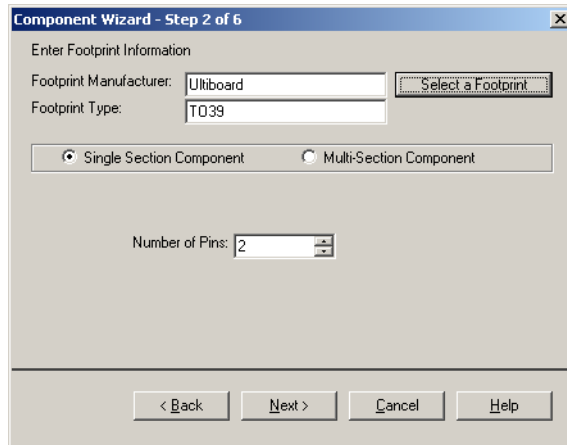 Component Wizard - Step 2 of 6
Enter Footprint Information
Footprint Manufacturer: Ultiboard Select a Footprint
Footprint Type: TO39
Single Section Component Multi-Section Component
Number of Pins: 2
< Back Next > Cancel Help